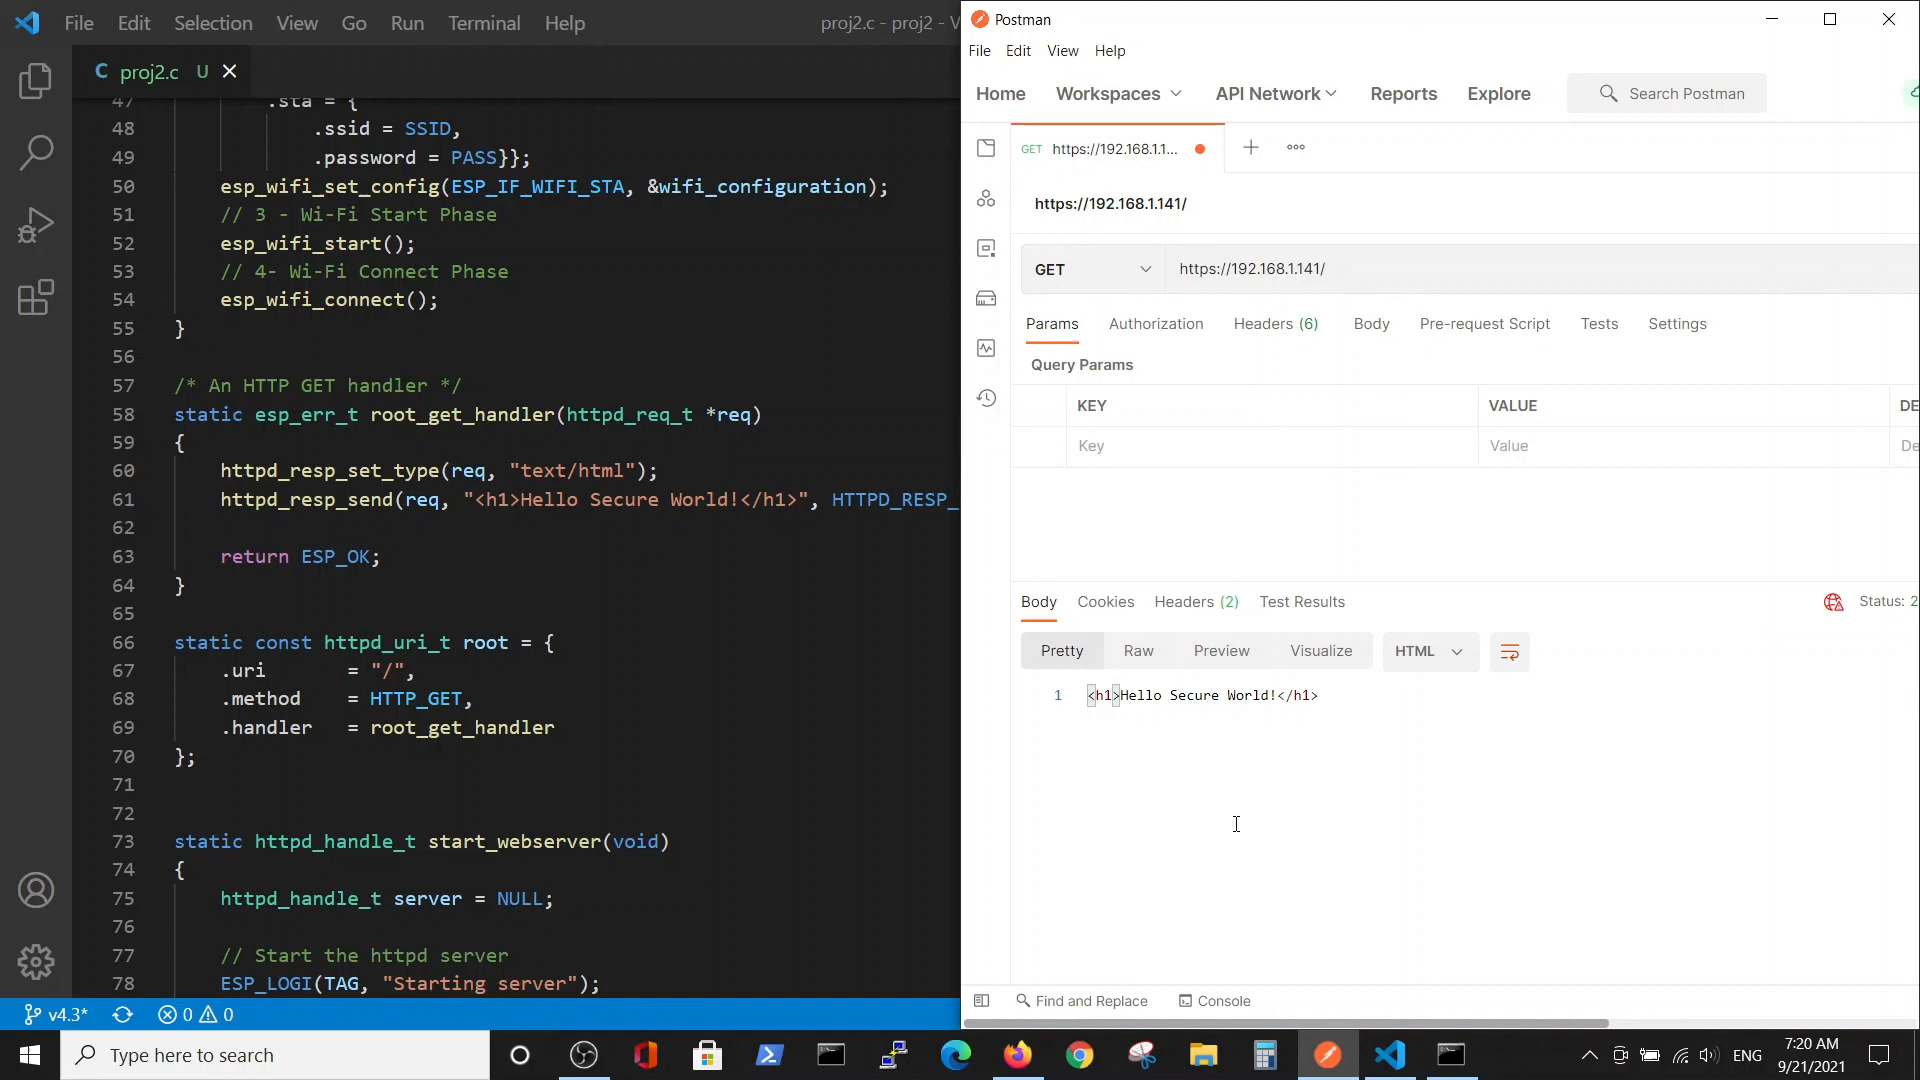 File Edit Selection View Go Run Terminal Help proj2.c - proj2 - V
C proj2.c U
47 .sta = {
48 .ssid = SSID,
49 .password = PASS}};
50 esp_wifi_set_config(ESP_IF_WIFI_STA, &wifi_configuration);
51 // 3 - Wi-Fi Start Phase
52 esp_wifi_start();
53 // 4- Wi-Fi Connect Phase
54 esp_wifi_connect();
55 }
56
57 /* An HTTP GET handler */
58 static esp_err_t root_get_handler(httpd_req_t *req)
59 {
60 httpd_resp_set_type(req, "text/html");
61 httpd_resp_send(req, "<h1>Hello Secure World!</h1>", HTTPD_RESP_
62
63 return ESP_OK;
64 }
65
66 static const httpd_uri_t root = {
67 .uri = "/",
68 .method = HTTP_GET,
69 .handler = root_get_handler
70 };
71
72
73 static httpd_handle_t start_webserver(void)
74 {
75 httpd_handle_t server = NULL;
76
77 // Start the httpd server
78 ESP_LOGI(TAG, "Starting server");
v4.3* 0 0
Postman
File Edit View Help
Home Workspaces API Network Reports Explore Search Postman
GET https://192.168.1.1...
https://192.168.1.141/
GET https://192.168.1.141/
Params Authorization Headers (6) Body Pre-request Script Tests Settings
Query Params
KEY VALUE DE
Key Value De
Body Cookies Headers (2) Test Results Status: 2
Pretty Raw Preview Visualize HTML
1 <h1>Hello Secure World!</h1>
Find and Replace Console
Type here to search
ENG 7:20 AM
9/21/2021